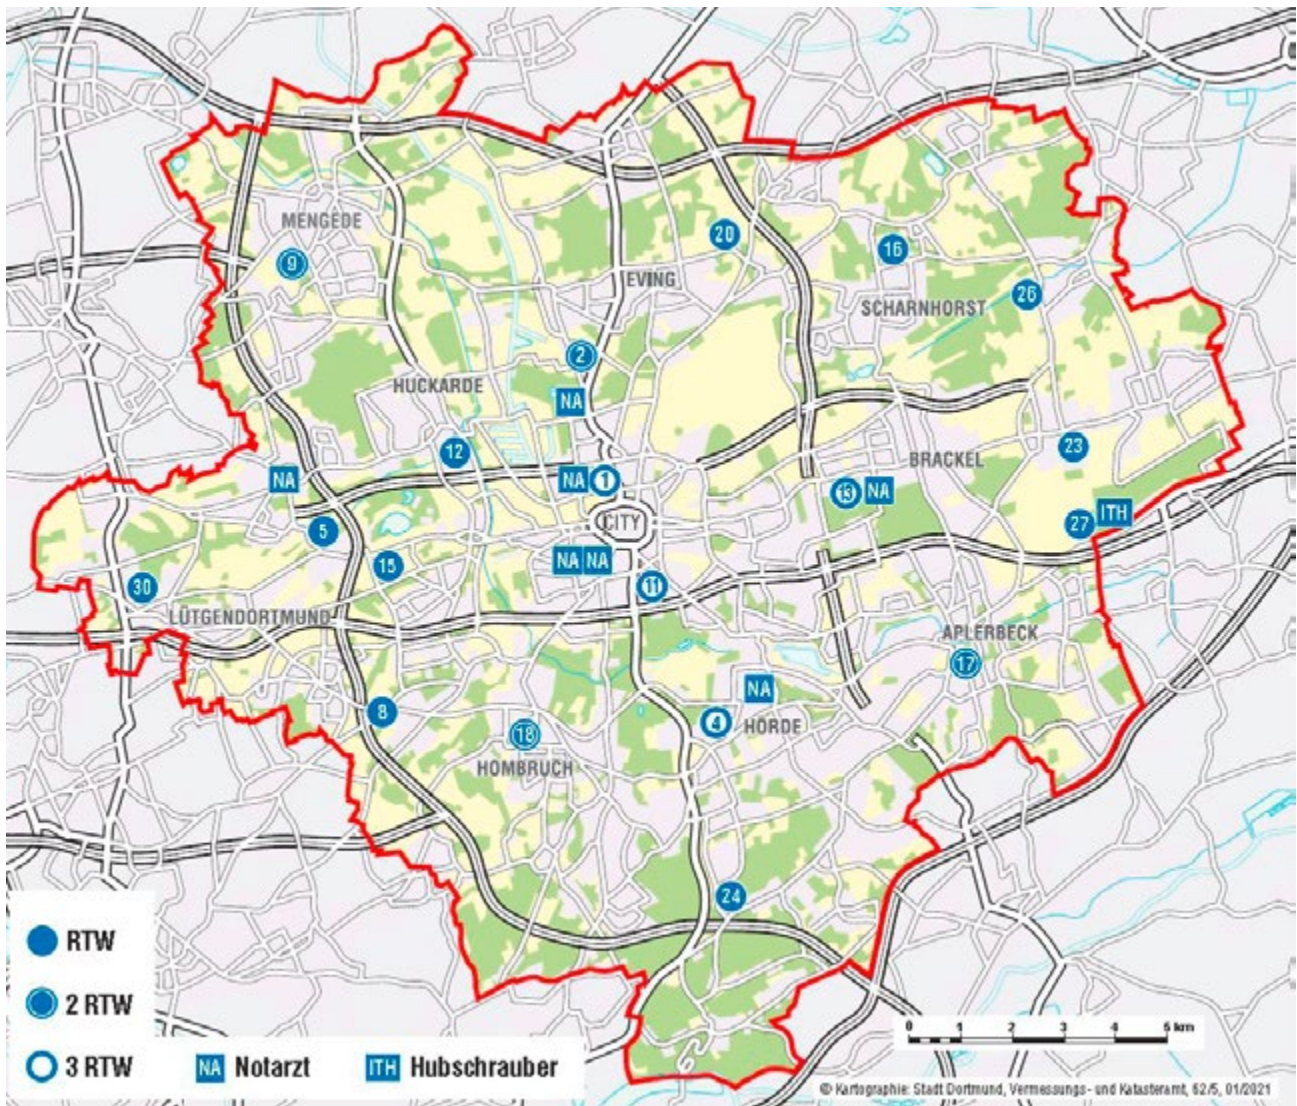 MENGEDE
9
20
16
EVING
26
SCHARNHORST
2
HUCKARDE
NA
12
23
BRACKEL
NA
NA 1
13 NA
5
CITY
27 ITH
15
NA NA
30
11
LÜTGENDORTMUND
APLERBECK
17
NA
8
4
18
HÖRDE
HOMBRUCH
24
RTW
2 RTW
3 RTW
NA Notarzt
ITH Hubschrauber
0 1 2 3 4 5 km
© Kartographie: Stadt Dortmund, Vermessungs- und Katasteramt, 62/5, 01/2021